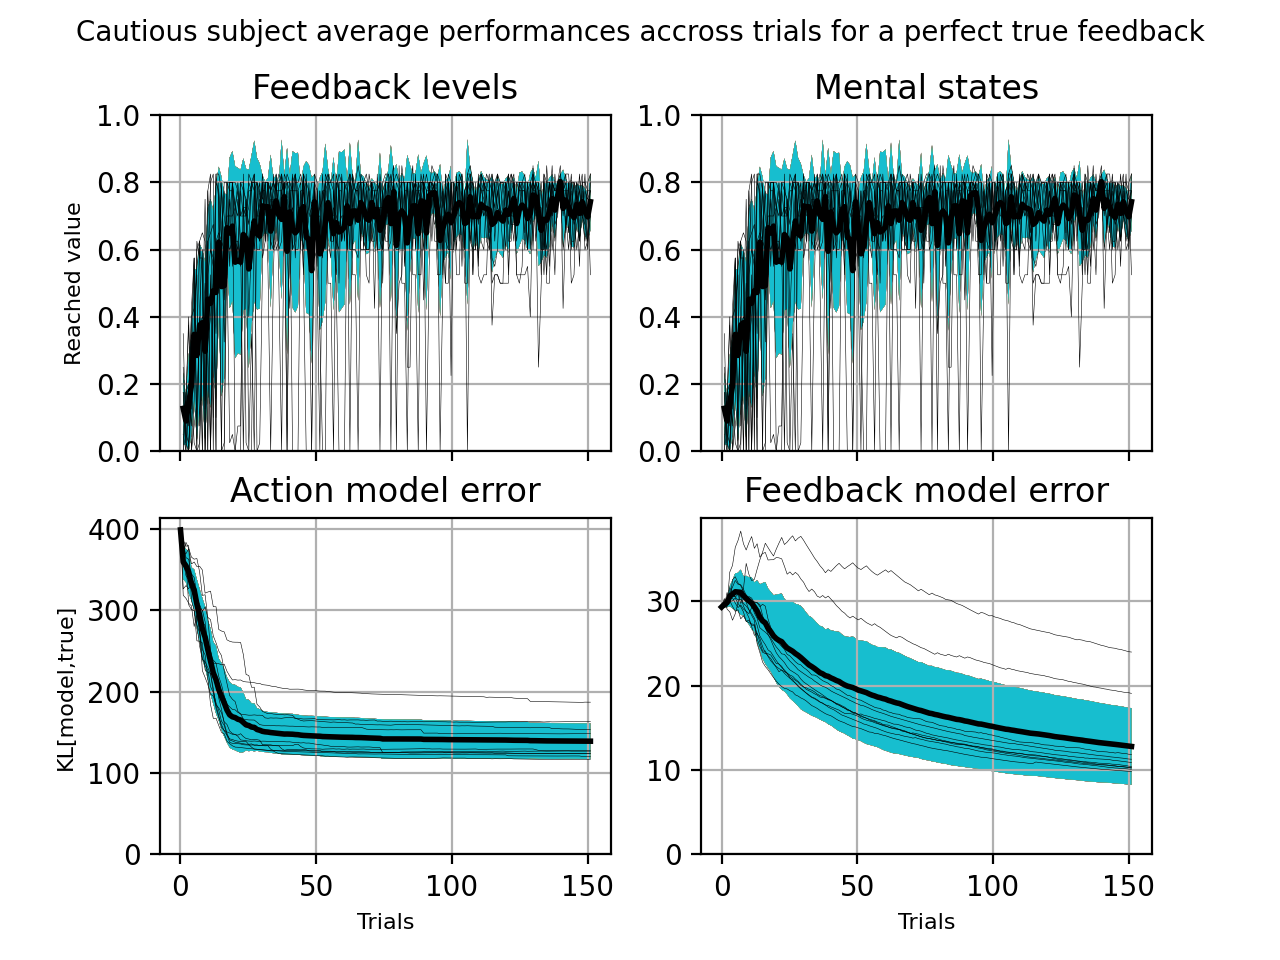 Cautious subject average performances accross trials for a perfect true feedback
Feedback levels
Mental states
1.0
0.8
0.6
0.4
0.2
0.0
Reached value
1.0
0.8
0.6
0.4
0.2
0.0
Action model error
Feedback model error
400
300
200
100
0
KL[model,true]
30
20
10
0
0 50 100 150
Trials
0 50 100 150
Trials